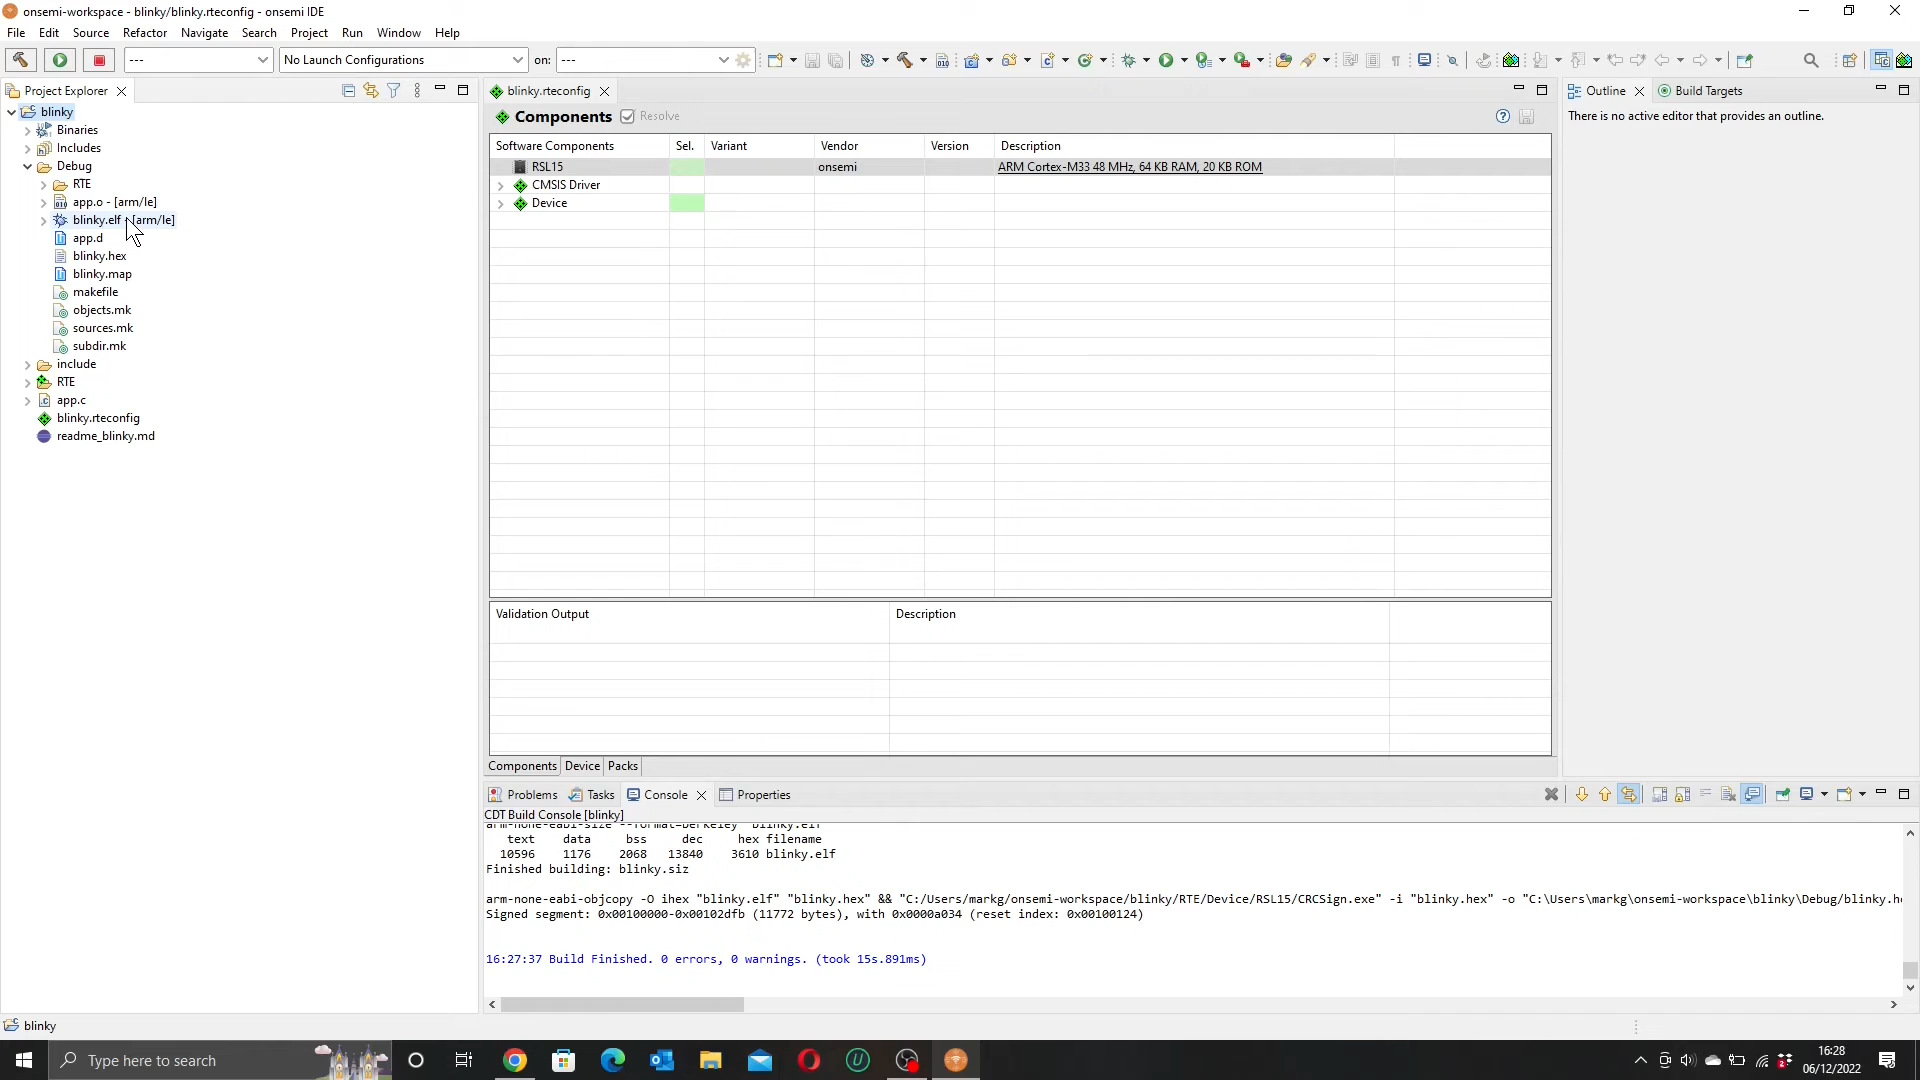 onsemi-workspace - blinky/blinky.rteconfig - onsemi IDE
File Edit Source Refactor Navigate Search Project Run Window Help
--- No Launch Configurations on: ---
Project Explorer
blinky
Binaries
Includes
Debug
RTE
app.o - [arm/le]
blinky.elf - [arm/le]
app.d
blinky.hex
blinky.map
makefile
objects.mk
sources.mk
subdir.mk
include
RTE
app.c
blinky.rteconfig
readme_blinky.md
blinky.rteconfig
Components Resolve
Software Components Sel. Variant Vendor Version Description
RSL15 onsemi ARM Cortex-M33 48 MHz, 64 KB RAM, 20 KB ROM
CMSIS Driver
Device
Validation Output Description
Components Device Packs
Outline Build Targets
There is no active editor that provides an outline.
Problems Tasks Console Properties
CDT Build Console [blinky]
arm-none-eabi-size --format=berkeley "blinky.elf"
text data bss dec hex filename
10596 1176 2068 13840 3610 blinky.elf
Finished building: blinky.siz
arm-none-eabi-objcopy -O ihex "blinky.elf" "blinky.hex" && "C:/Users/markg/onsemi-workspace/blinky/RTE/Device/RSL15/CRCSign.exe" -i "blinky.hex" -o "C:\Users\markg\onsemi-workspace\blinky\Debug/blinky.he
Signed segment: 0x00100000-0x00102dfb (11772 bytes), with 0x0000a034 (reset index: 0x00100124)
16:27:37 Build Finished. 0 errors, 0 warnings. (took 15s.891ms)
blinky
Type here to search
16:28
06/12/2022